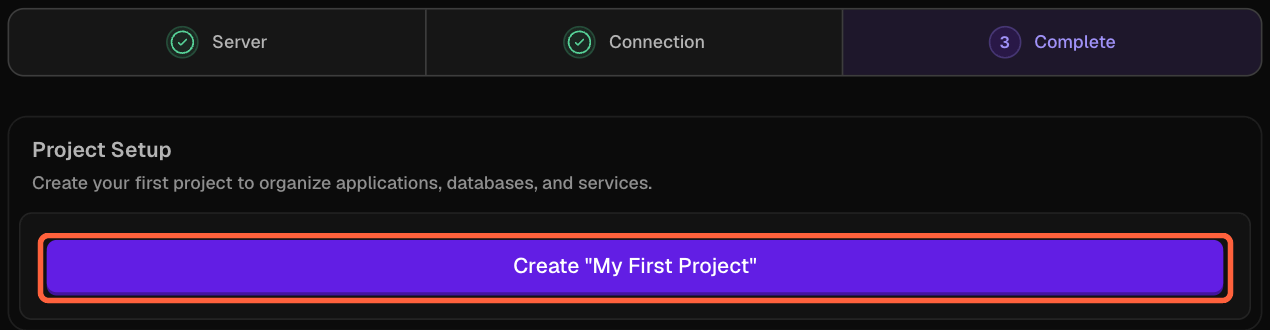 Server
Connection
3 Complete
Project Setup
Create your first project to organize applications, databases, and services.
Create "My First Project"